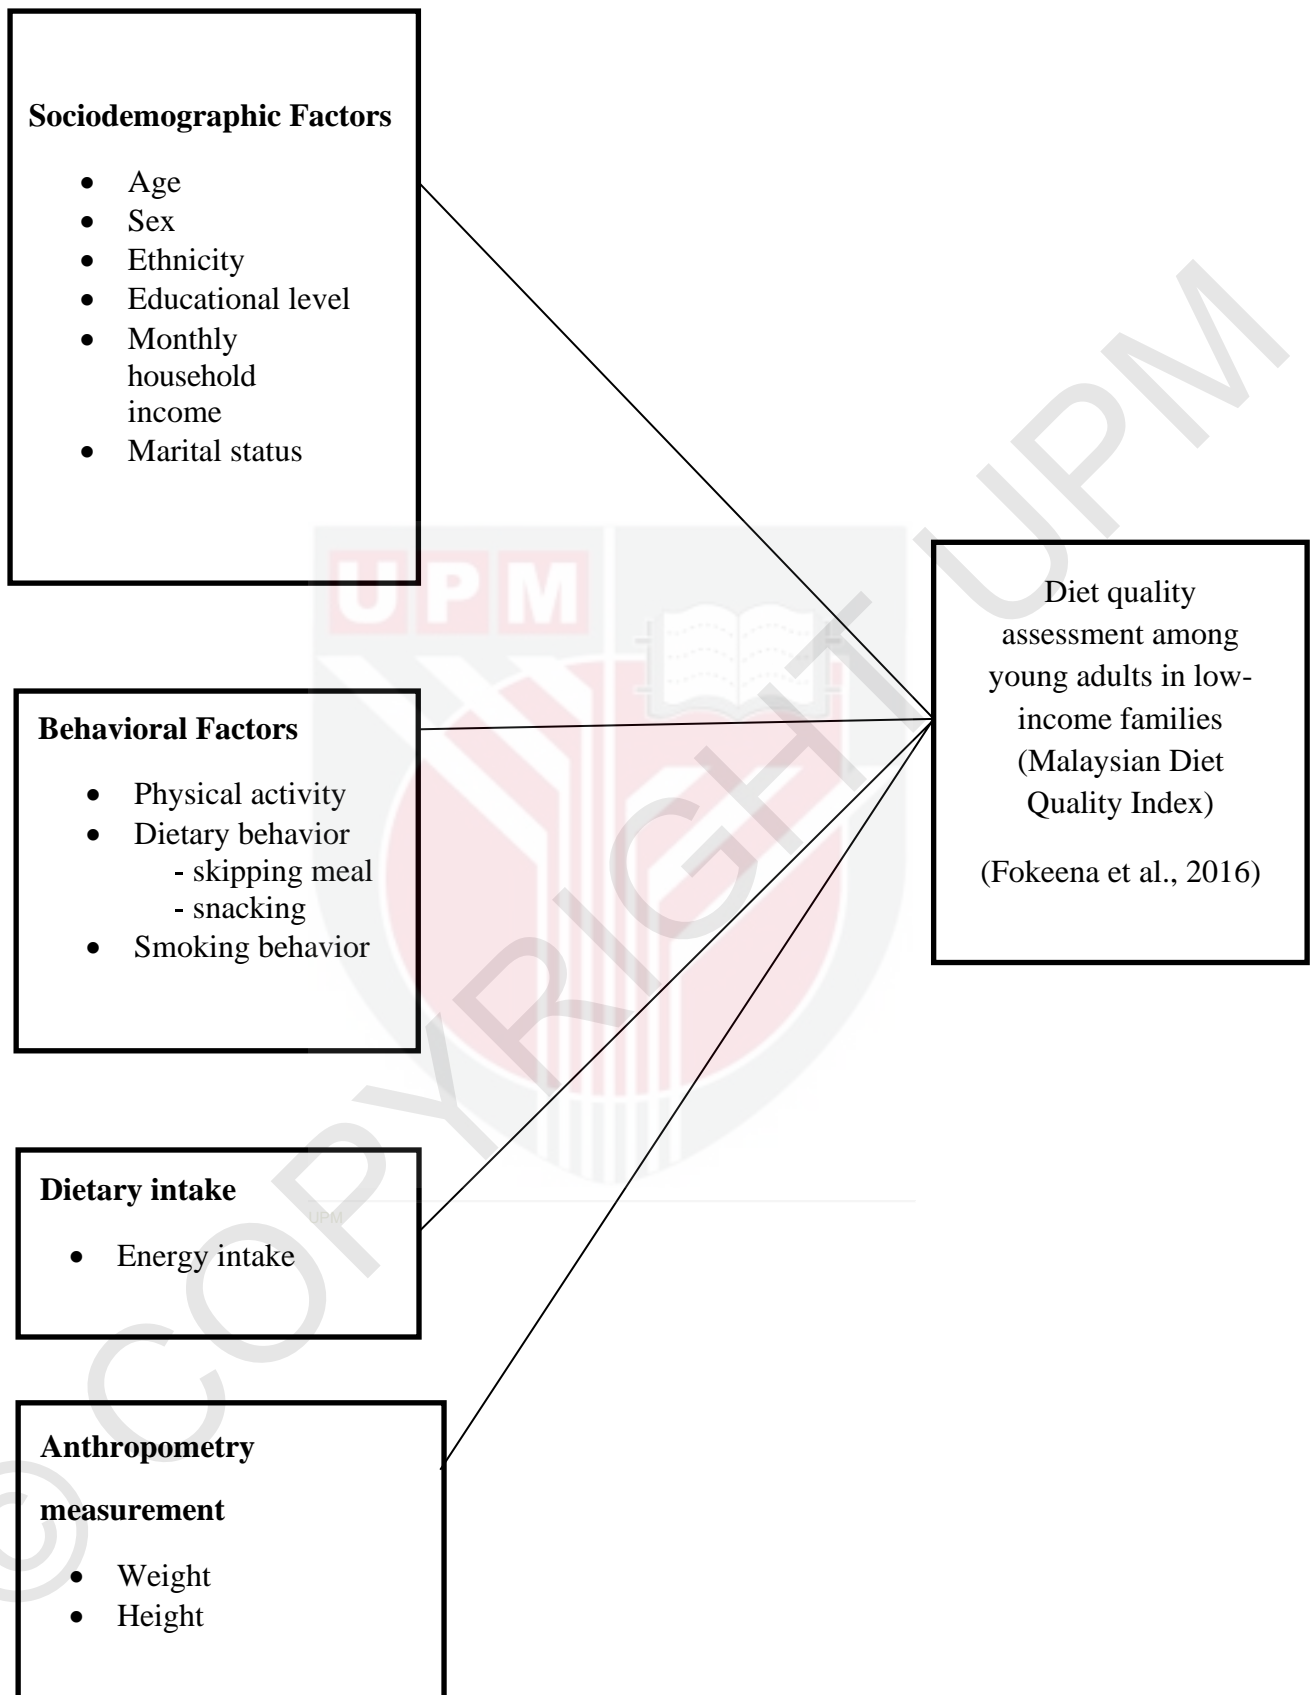 Sociodemographic Factors
• Age
• Sex
• Ethnicity
• Educational level
• Monthly
household
income
• Marital status
Behavioral Factors
• Physical activity
• Dietary behavior
- skipping meal
- snacking
• Smoking behavior
Dietary intake
• Energy intake
Anthropometry
measurement
• Weight
• Height
Diet quality
assessment among
young adults in low-
income families
(Malaysian Diet
Quality Index)
(Fokeena et al., 2016)
UPM
UPM
© COPYRIGHT UPM